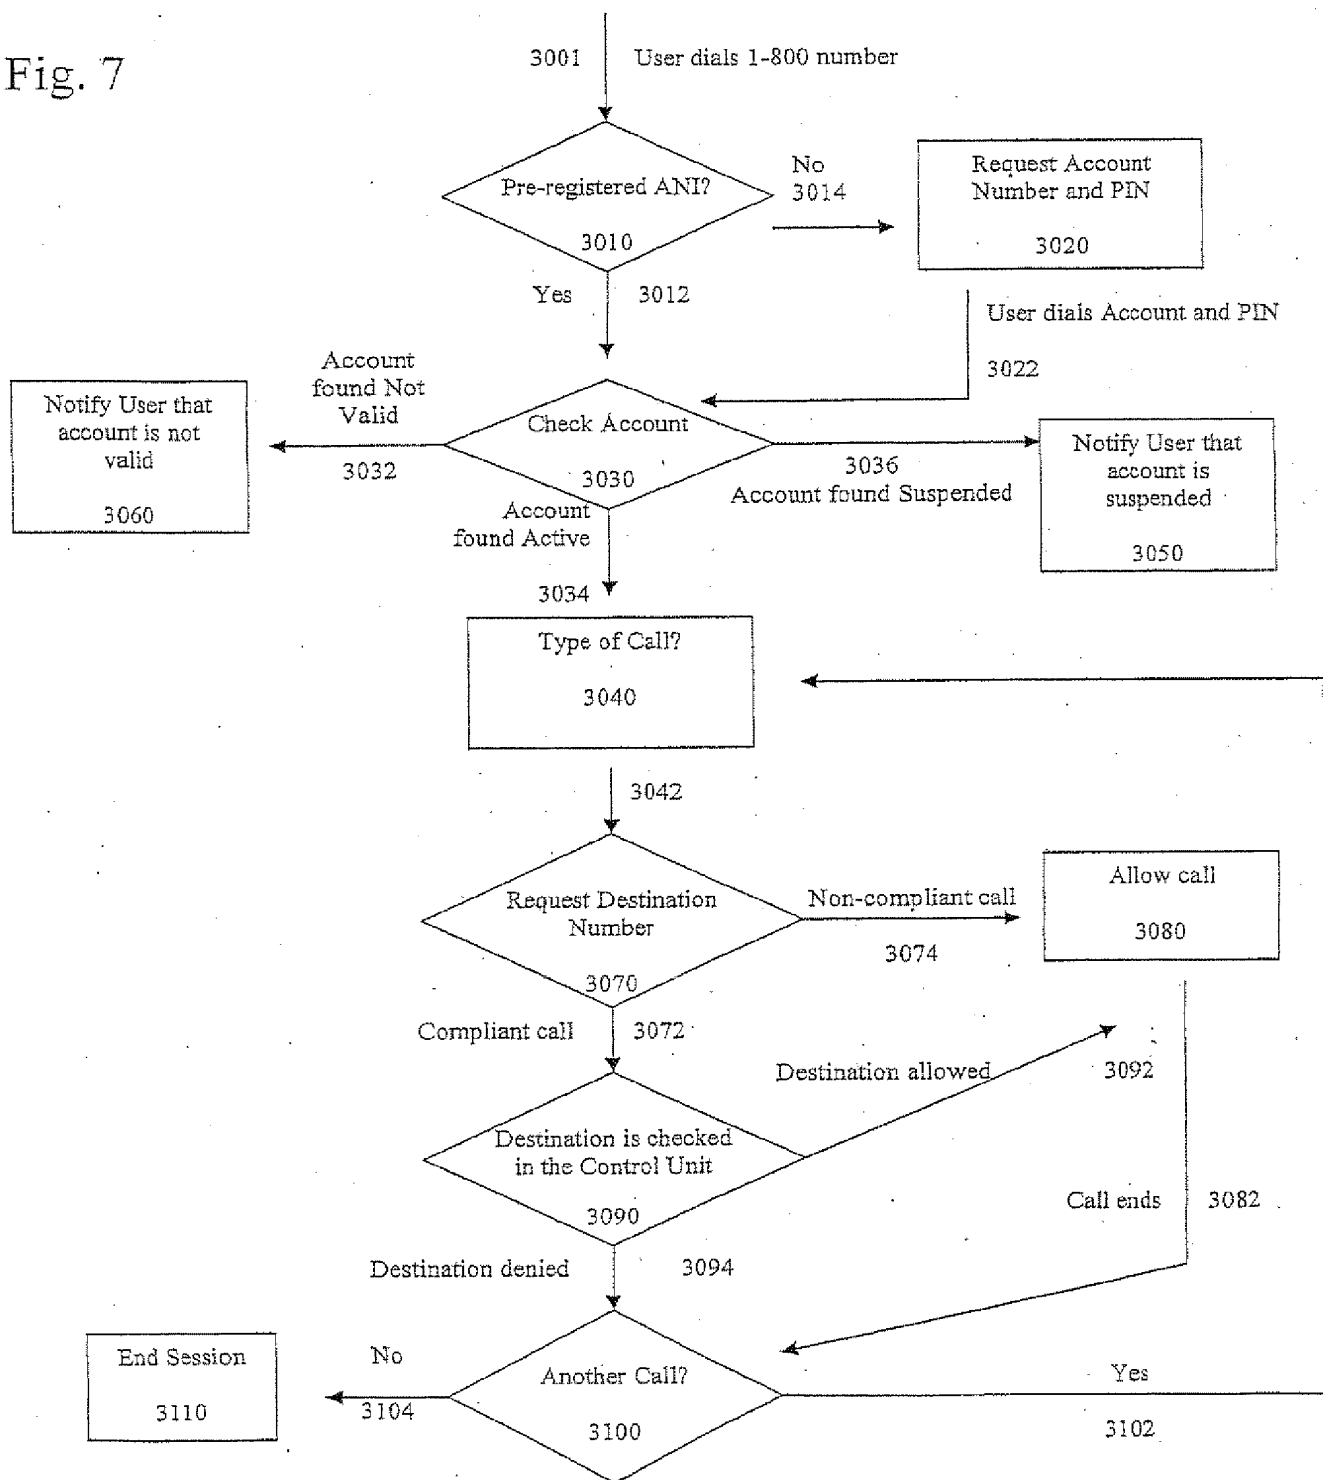 Fig. 7
3001
User dials 1-800 number
Pre-registered ANI?
3010
No
3014
Request Account
Number and PIN
3020
Yes
3012
User dials Account and PIN
3022
Account
found Not
Valid
3032
Notify User that
account is not
valid
3060
Check Account
3030
3036
Account found Suspended
Notify User that
account is
suspended
3050
Account
found Active
3034
Type of Call?
3040
3042
Request Destination
Number
3070
Non-compliant call
3074
Allow call
3080
Compliant call
3072
Destination allowed
3092
Destination is checked
in the Control Unit
3090
Call ends
3082
Destination denied
3094
Another Call?
3100
No
3104
End Session
3110
Yes
3102